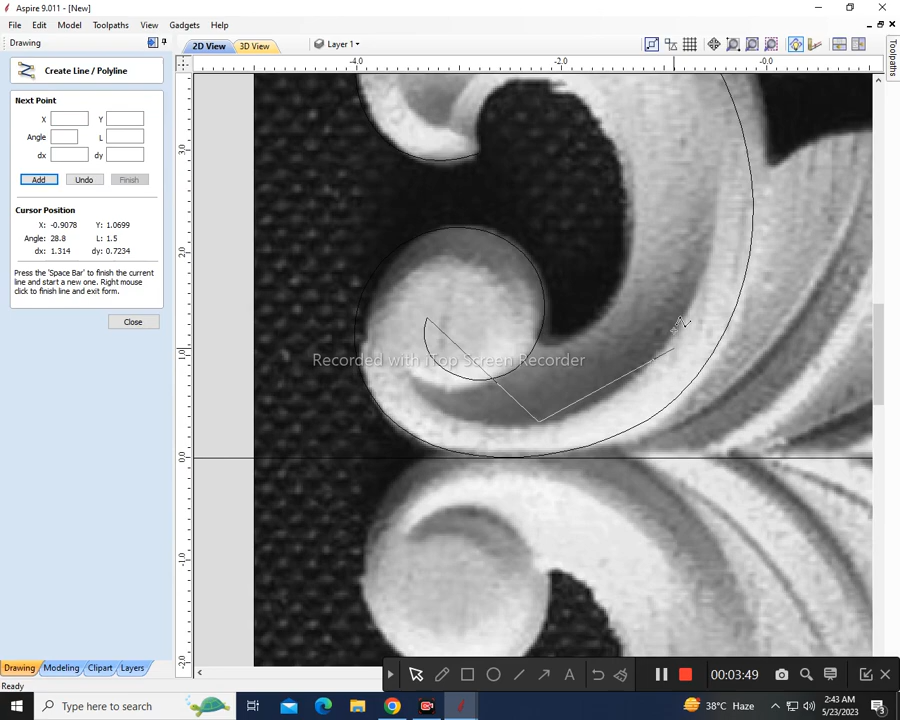 Aspire 9.011 - [New]
File Edit Model Toolpaths View Gadgets Help
Drawing
2D View
3D View
Layer 1
Toolpaths
Create Line / Polyline
-4.0
-2.0
-0.0
Next Point
X
Y
Angle
L
dx
dy
3.0
2.0
1.0
0.0
-1.0
-2.0
Add
Undo
Finish
Cursor Position
X: -0.9078 Y: 1.0699
Angle: 28.8 L: 1.5
dx: 1.314 dy: 0.7234
Press the 'Space Bar' to finish the current
line and start a new one. Right mouse
click to finish line and exit form.
Close
Recorded with iTop Screen Recorder
Drawing Modeling Clipart Layers
Ready
A
00:03:49
Type here to search
38°C Haze
2:43 AM
5/23/2023
3